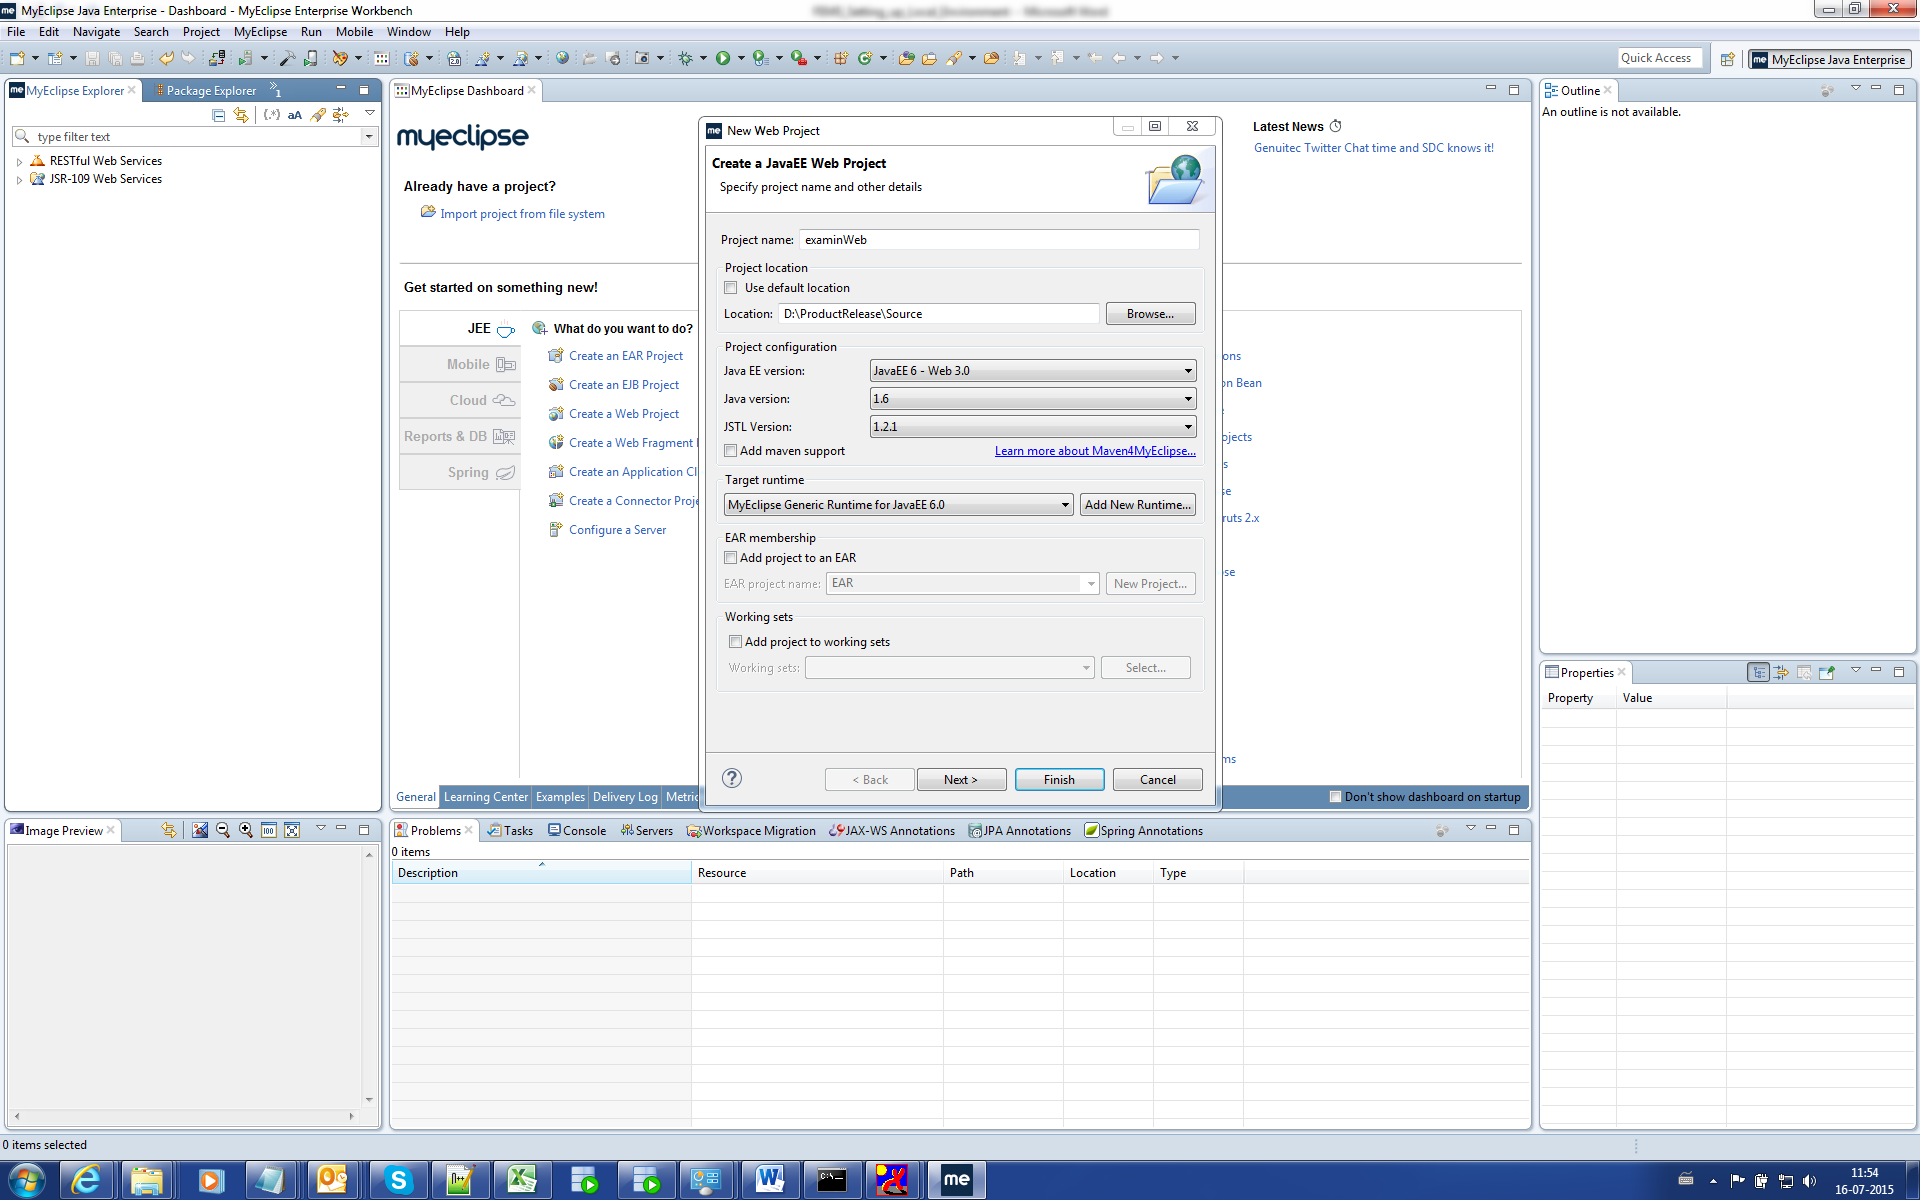 MyEclipse Java Enterprise - Dashboard - MyEclipse Enterprise Workbench
File Edit Navigate Search Project MyEclipse Run Mobile Window Help
Quick Access
MyEclipse Java Enterprise
MyEclipse Explorer
Package Explorer
type filter text
RESTful Web Services
JSR-109 Web Services
MyEclipse Dashboard
myeclipse
Already have a project?
Import project from file system
Get started on something new!
JEE
Mobile
Cloud
Reports & DB
Spring
What do you want to do?
Create an EAR Project
Create an EJB Project
Create a Web Project
Create a Web Fragment
Create an Application Cl
Create a Connector Proje
Configure a Server
Latest News
Genuitec Twitter Chat time and SDC knows it!
ons
on Bean
ojects
s
se
ruts 2.x
se
ms
General Learning Center Examples Delivery Log Metric
Don't show dashboard on startup
New Web Project
Create a JavaEE Web Project
Specify project name and other details
Project name: examinWeb
Project location
Use default location
Location: D:\ProductRelease\Source Browse...
Project configuration
Java EE version: JavaEE 6 - Web 3.0
Java version: 1.6
JSTL Version: 1.2.1
Add maven support Learn more about Maven4MyEclipse...
Target runtime
MyEclipse Generic Runtime for JavaEE 6.0 Add New Runtime...
EAR membership
Add project to an EAR
EAR project name: EAR New Project...
Working sets
Add project to working sets
Working sets: Select...
< Back Next > Finish Cancel
Outline
An outline is not available.
Properties
Property Value
Image Preview
Problems Tasks Console Servers Workspace Migration JAX-WS Annotations JPA Annotations Spring Annotations
0 items
Description Resource Path Location Type
0 items selected
11:54
16-07-2015